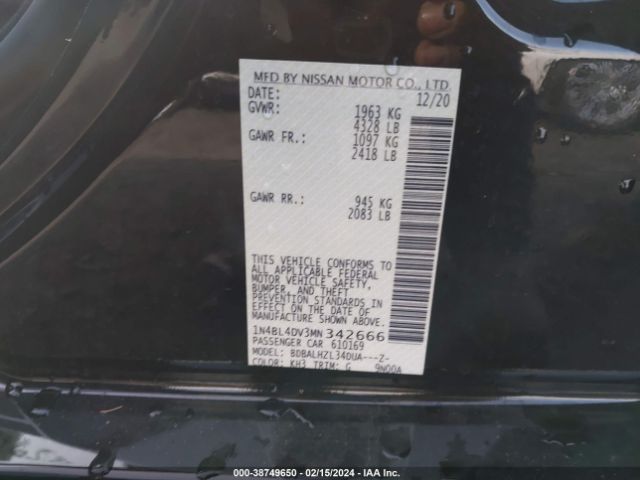 MFD BY NISSAN MOTOR CO., LTD.
DATE: 12/20
GVWR: 1963 KG
4328 LB
GAWR FR.: 1097 KG
2418 LB
GAWR RR.: 945 KG
2083 LB
THIS VEHICLE CONFORMS TO
ALL APPLICABLE FEDERAL
MOTOR VEHICLE SAFETY,
BUMPER, AND THEFT
PREVENTION STANDARDS
IN EFFECT ON THE DATE OF
MANUFACTURE SHOWN ABOVE.
1N4BL4DV3MN342666
PASSENGER CAR 610169
MODEL: BDBALHZL34DUA---Z-
COLOR: KH3 TRIM: G 9N00A
00-38749650 - 02/15/2024 - IAA Inc.